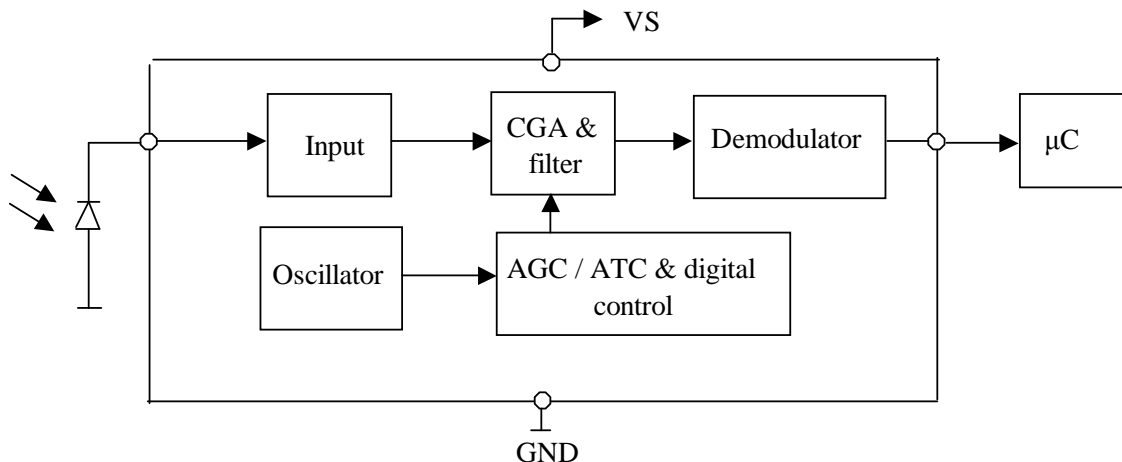 VS
Input
CGA &
filter
Demodulator
μC
Oscillator
AGC / ATC & digital
control
GND